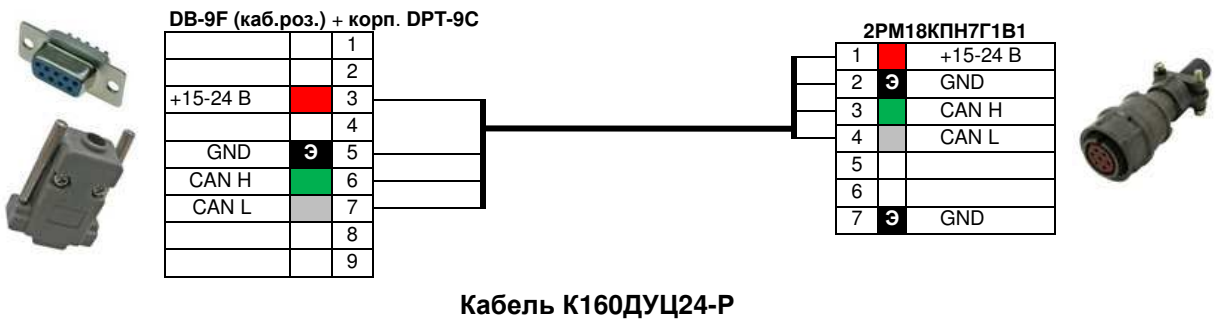 DB-9F (каб.роз.) + корп. DPT-9C
1
2
+15-24 В 3
4
GND Э 5
CAN H 6
CAN L 7
8
9
2РМ18КПН7Г1В1
1 +15-24 В
2 Э GND
3 CAN H
4 CAN L
5
6
7 Э GND
Кабель К160ДУЦ24-Р